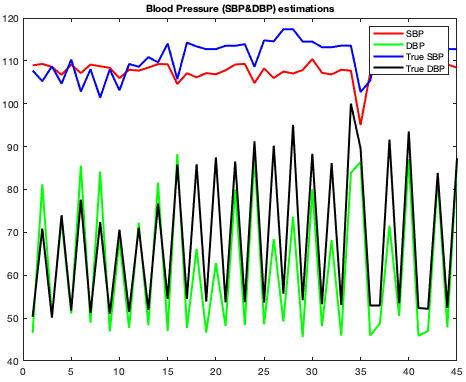 Blood Pressure (SBP&DBP) estimations
SBP
DBP
True SBP
True DBP
120
110
100
90
80
70
60
50
40
0 5 10 15 20 25 30 35 40 45